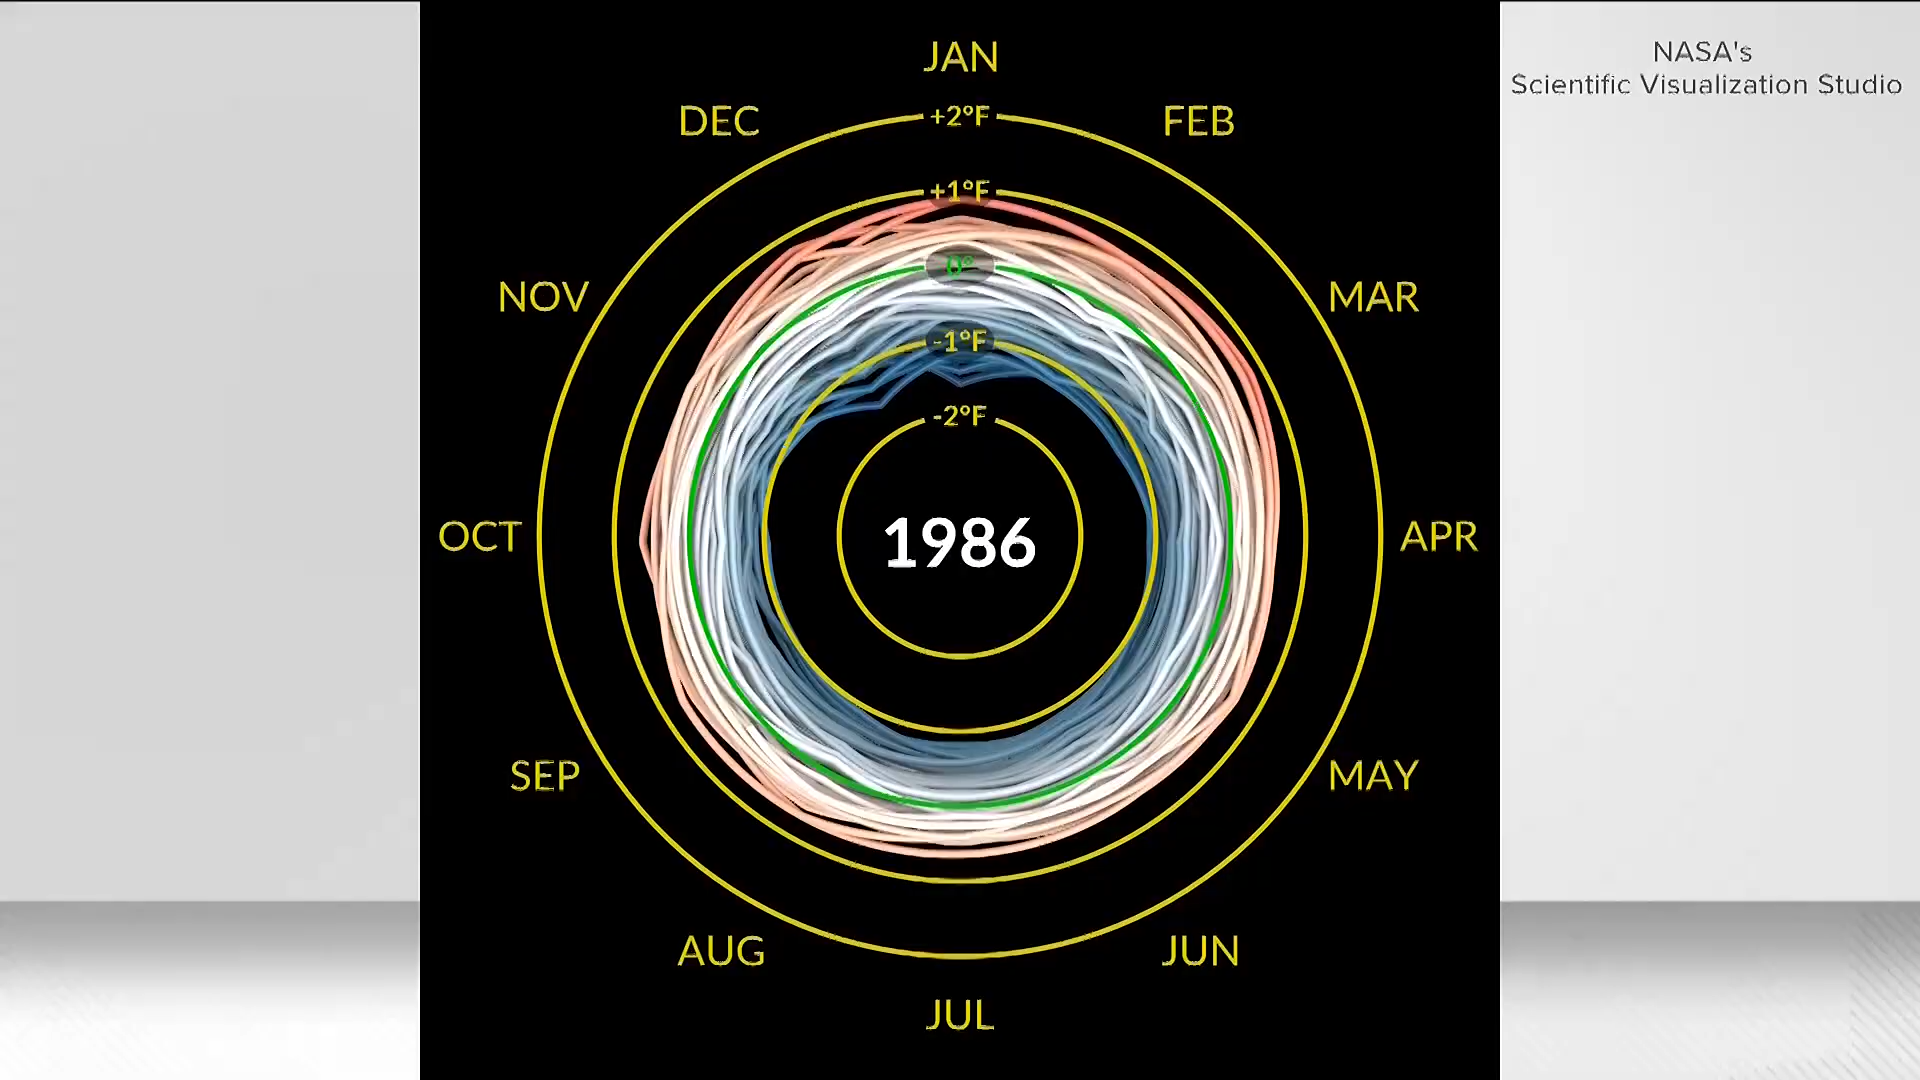 NASA's
Scientific Visualization Studio
JAN
DEC
+2°F
FEB
+1°F
NOV
0°
MAR
-1°F
-2°F
OCT
1986
APR
SEP
MAY
AUG
JUN
JUL